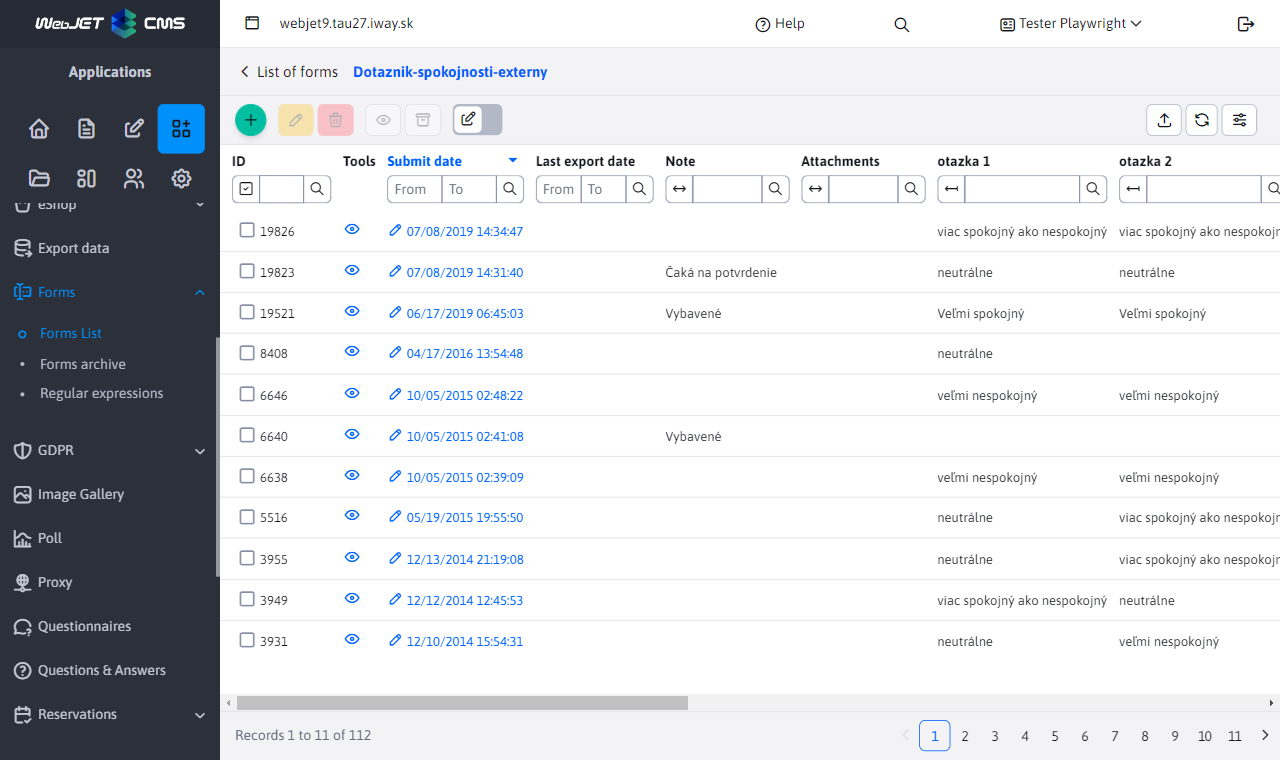 WebJET CMS
webjet9.tau27.iway.sk
Help
Tester Playwright
Applications
List of forms Dotaznik-spokojnosti-externy
eShop
Export data
Forms
Forms List
Forms archive
Regular expressions
GDPR
Image Gallery
Poll
Proxy
Questionnaires
Questions & Answers
Reservations
ID Tools Submit date Last export date Note Attachments otazka 1 otazka 2
From To From To
19826 07/08/2019 14:34:47 viac spokojný ako nespokojný viac spokojný ako nespokojn
19823 07/08/2019 14:31:40 Čaká na potvrdenie neutrálne neutrálne
19521 06/17/2019 06:45:03 Vybavené Veľmi spokojný Veľmi spokojný
8408 04/17/2016 13:54:48 neutrálne
6646 10/05/2015 02:48:22 veľmi nespokojný veľmi nespokojný
6640 10/05/2015 02:41:08 Vybavené
6638 10/05/2015 02:39:09 veľmi nespokojný veľmi nespokojný
5516 05/19/2015 19:55:50 neutrálne viac spokojný ako nespokojn
3955 12/13/2014 21:19:08 neutrálne viac spokojný ako nespokojn
3949 12/12/2014 12:45:53 viac spokojný ako nespokojný neutrálne
3931 12/10/2014 15:54:31 neutrálne veľmi nespokojný
Records 1 to 11 of 112
1 2 3 4 5 6 7 8 9 10 11